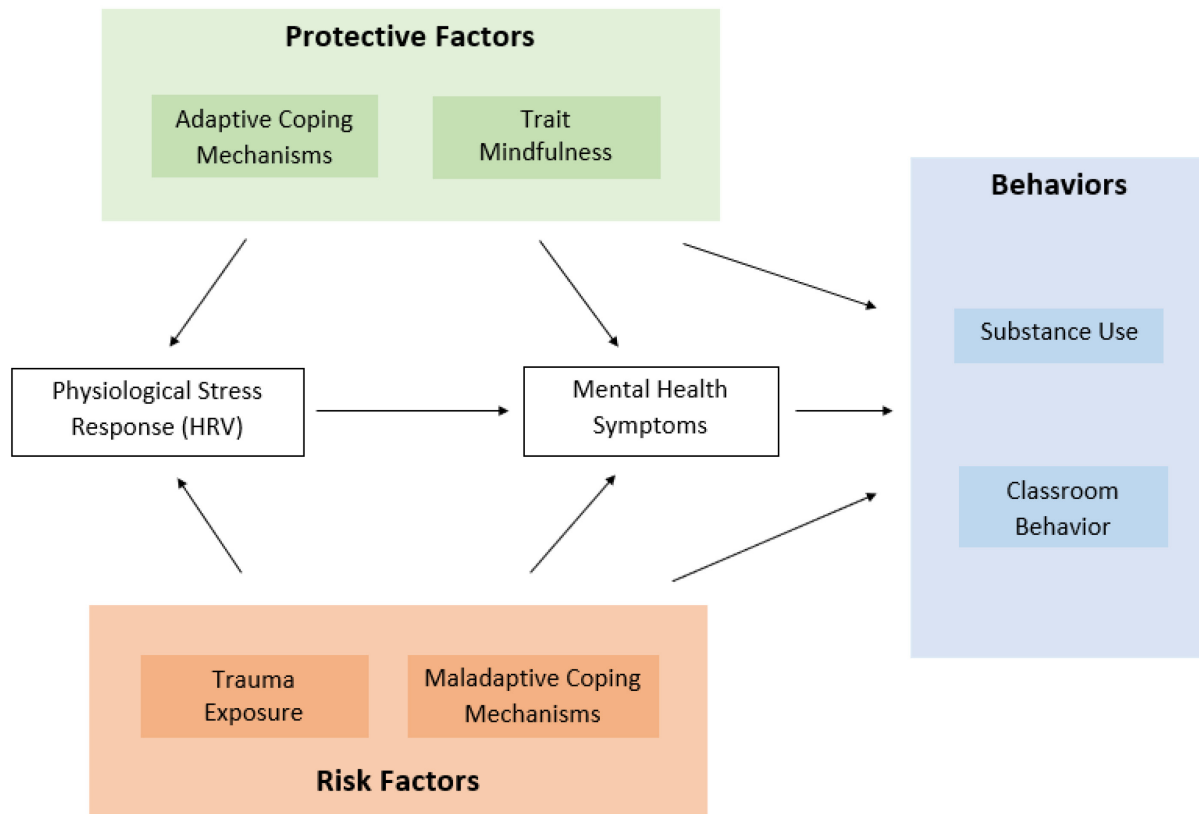 Protective Factors
Adaptive Coping
Mechanisms
Trait
Mindfulness
Behaviors
Substance Use
Physiological Stress
Response (HRV)
Mental Health
Symptoms
Classroom
Behavior
Trauma
Exposure
Maladaptive Coping
Mechanisms
Risk Factors